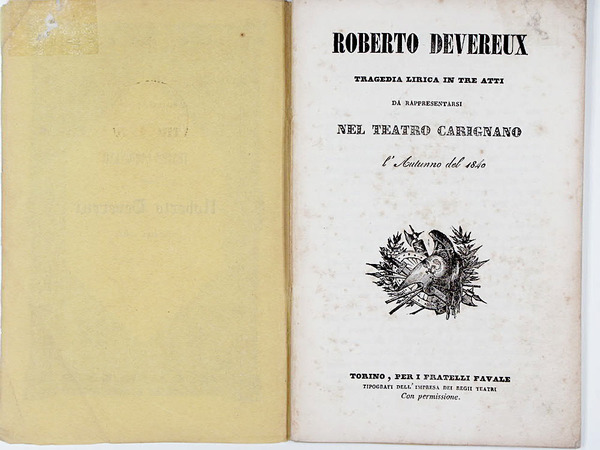 ROBERTO DEVEREUX
TRAGEDIA LIRICA IN TRE ATTI
DA RAPPRESENTARSI
NEL TEATRO CARIGNANO
l'Autunno del 1840
TORINO, PER I FRATELLI FAVALE
TIPOGRAFI DELL'IMPRESA DEI REGII TEATRI
Con permissione.